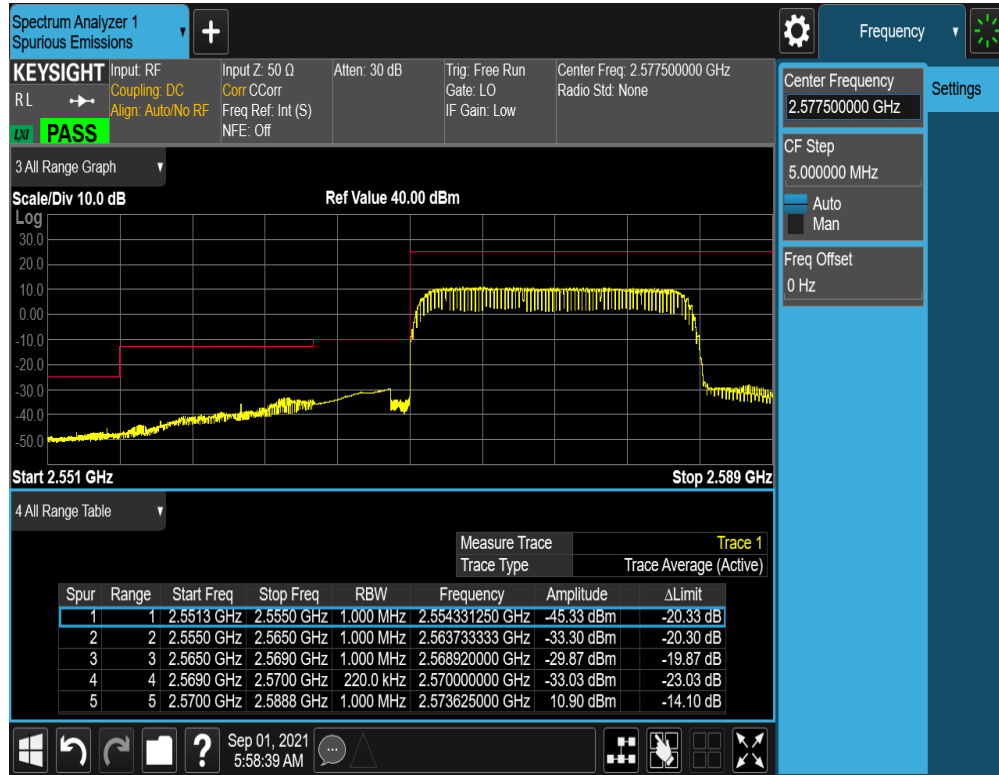 Spectrum Analyzer 1
Spurious Emissions
Frequency
KEYSIGHT
RL
LXI
PASS
Input: RF
Coupling: DC
Align: Auto/No RF
Input Z: 50 Ω
Corr CCorr
Freq Ref: Int (S)
NFE: Off
Atten: 30 dB
Trig: Free Run
Gate: LO
IF Gain: Low
Center Freq: 2.577500000 GHz
Radio Std: None
Center Frequency
2.577500000 GHz
Settings
CF Step
5.000000 MHz
Auto
Man
Freq Offset
0 Hz
3 All Range Graph
Scale/Div 10.0 dB
Ref Value 40.00 dBm
Log
30.0
20.0
10.0
0.00
-10.0
-20.0
-30.0
-40.0
-50.0
Start 2.551 GHz
Stop 2.589 GHz
4 All Range Table
Measure Trace Trace 1
Trace Type Trace Average (Active)
Spur Range Start Freq Stop Freq RBW Frequency Amplitude ΔLimit
1 1 2.5513 GHz 2.5550 GHz 1.000 MHz 2.554331250 GHz -45.33 dBm -20.33 dB
2 2 2.5550 GHz 2.5650 GHz 1.000 MHz 2.563733333 GHz -33.30 dBm -20.30 dB
3 3 2.5650 GHz 2.5690 GHz 1.000 MHz 2.568920000 GHz -29.87 dBm -19.87 dB
4 4 2.5690 GHz 2.5700 GHz 220.0 kHz 2.570000000 GHz -33.03 dBm -23.03 dB
5 5 2.5700 GHz 2.5888 GHz 1.000 MHz 2.573625000 GHz 10.90 dBm -14.10 dB
Sep 01, 2021
5:58:39 AM